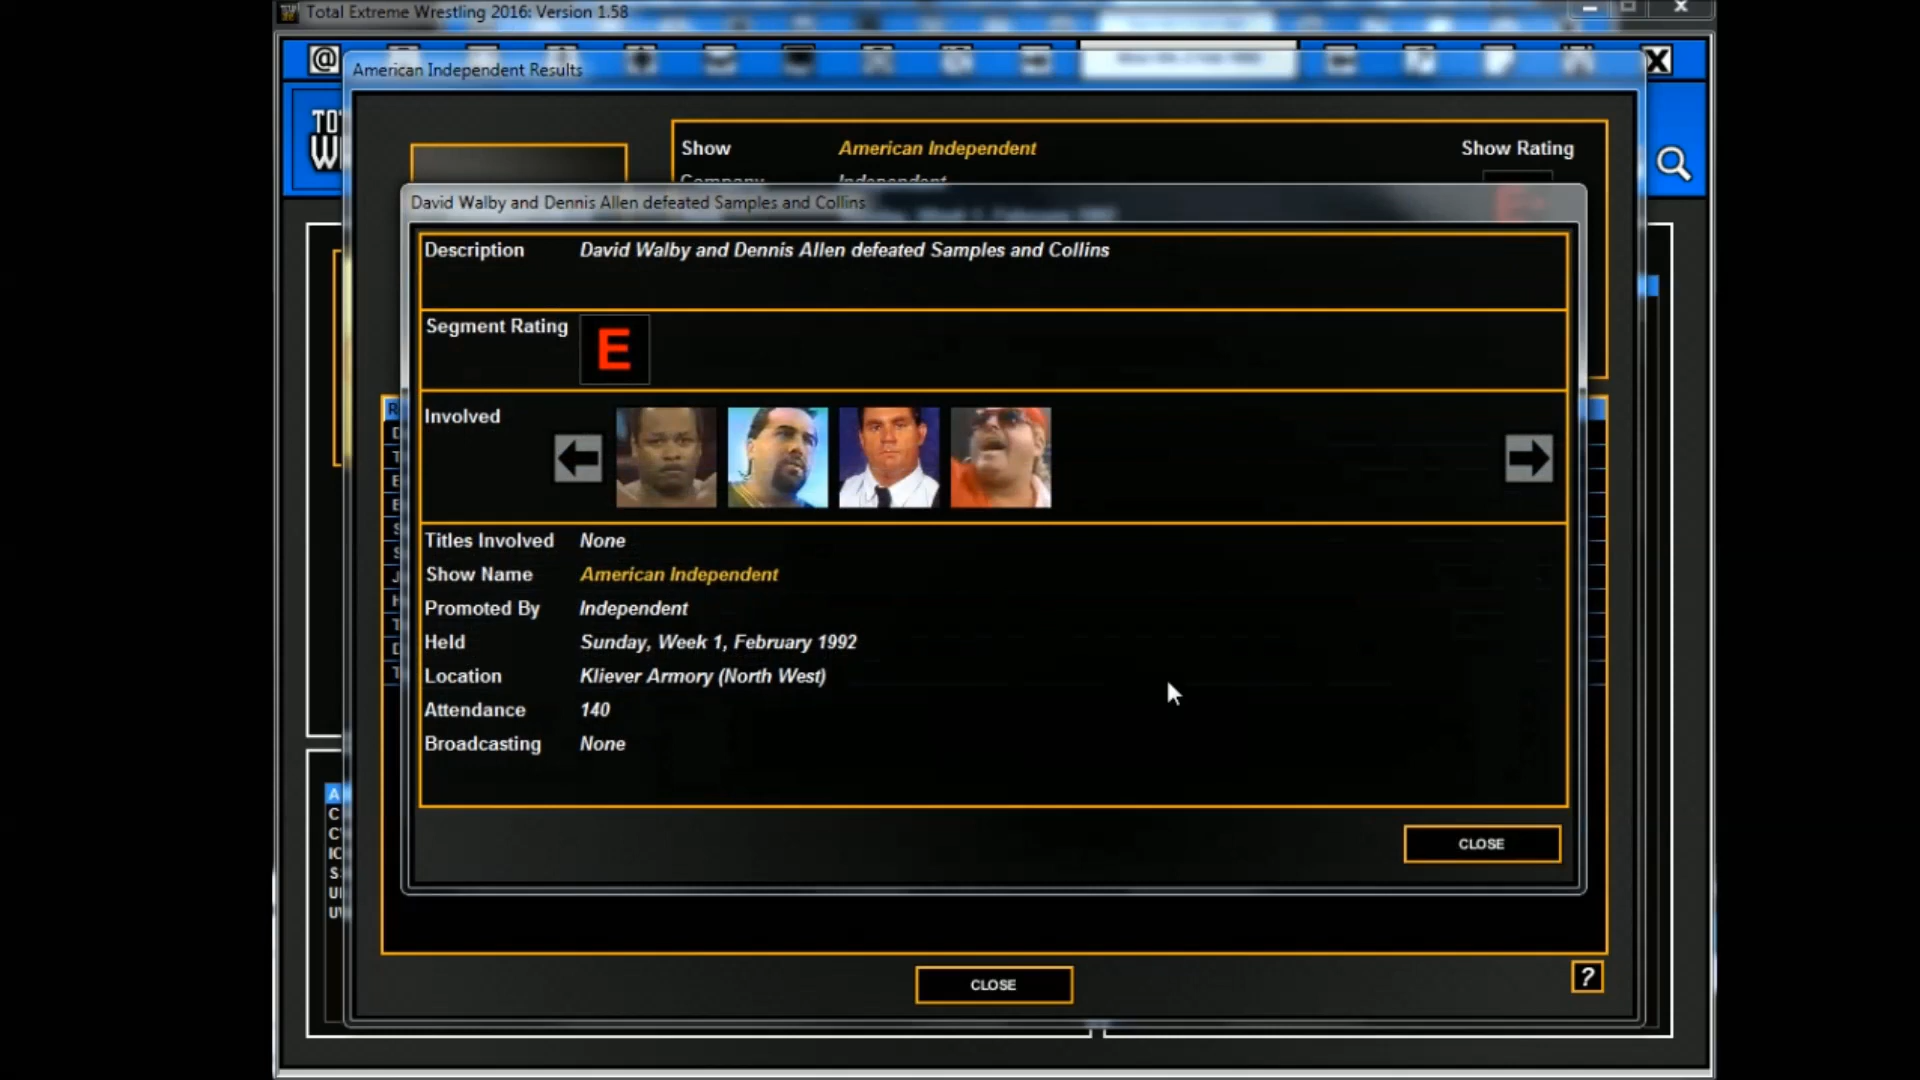 Total Extreme Wrestling 2016: Version 1.58
@
X
American Independent Results
Show American Independent Show Rating
Company Independent
David Walby and Dennis Allen defeated Samples and Collins
Description David Walby and Dennis Allen defeated Samples and Collins
Segment Rating E
Involved
Titles Involved None
Show Name American Independent
Promoted By Independent
Held Sunday, Week 1, February 1992
Location Kliever Armory (North West)
Attendance 140
Broadcasting None
CLOSE
CLOSE
?